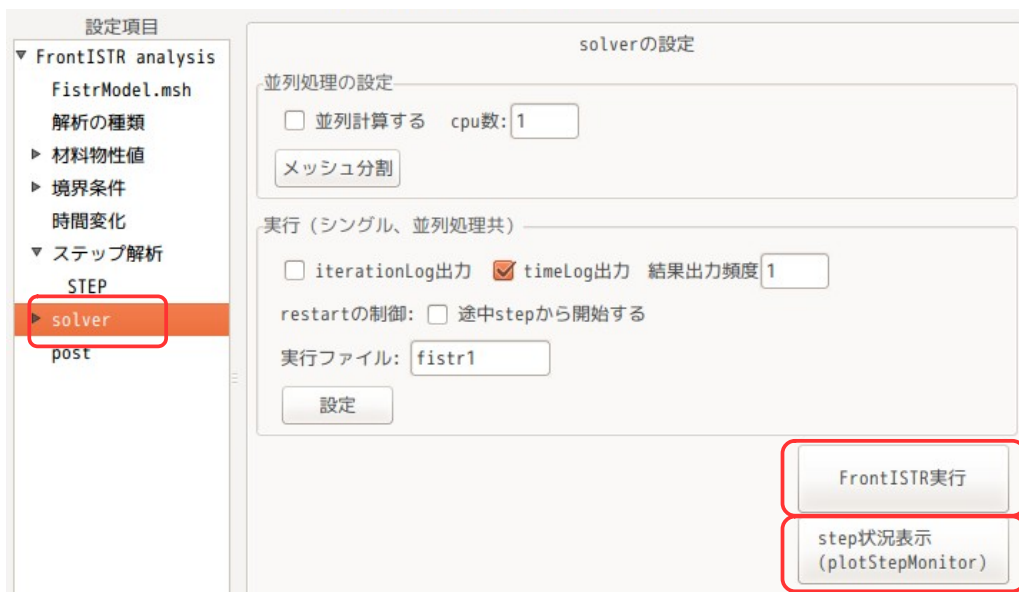 設定項目
FrontISTR analysis
FistrModel.msh
解析の種類
材料物性値
境界条件
時間変化
ステップ解析
STEP
solver
post
solverの設定
並列処理の設定
並列計算する cpu数: 1
メッシュ分割
実行（シングル、並列処理共）
iterationLog出力 timeLog出力 結果出力頻度 1
restartの制御: 途中stepから開始する
実行ファイル: fistr1
設定
FrontISTR実行
step状況表示
(plotStepMonitor)